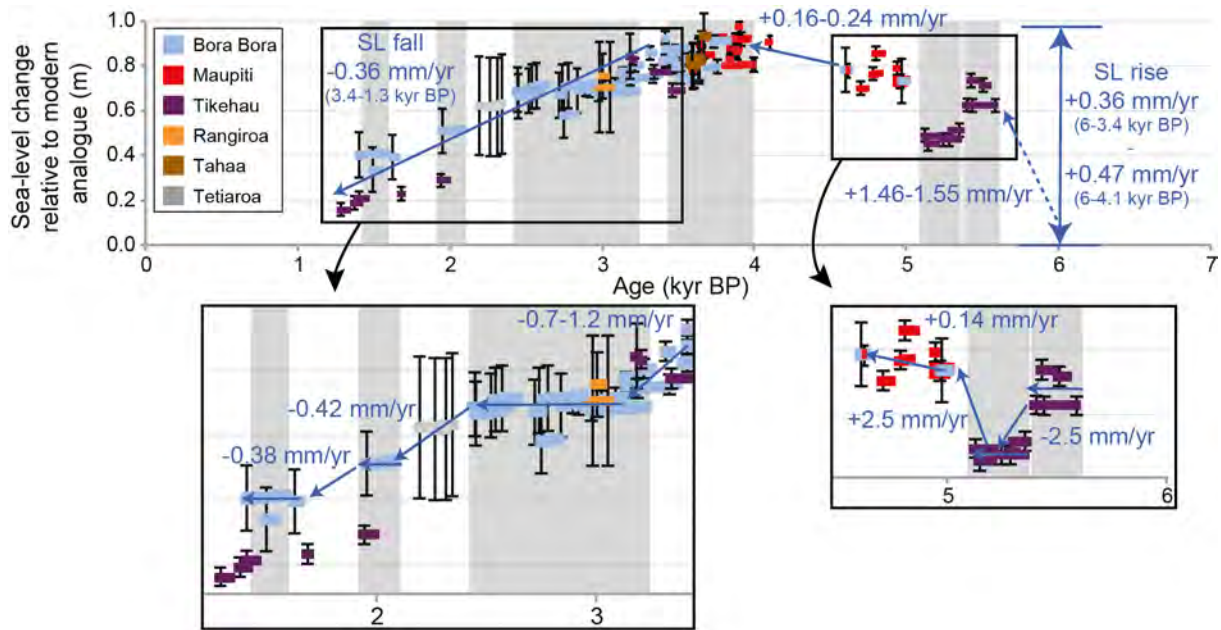 Sea-level change
relative to modern
analogue (m)
1.0
0.8
0.6
0.4
0.2
0.0
Bora Bora
Maupiti
Tikehau
Rangiroa
Tahaa
Tetiaroa
SL fall
-0.36 mm/yr
(3.4-1.3 kyr BP)
+0.16-0.24 mm/yr
SL rise
+0.36 mm/yr
(6-3.4 kyr BP)
-
+0.47 mm/yr
(6-4.1 kyr BP)
+1.46-1.55 mm/yr
0 1 2 3 4 5 6 7
Age (kyr BP)
-0.7-1.2 mm/yr
-0.42 mm/yr
-0.38 mm/yr
2 3
+0.14 mm/yr
+2.5 mm/yr
-2.5 mm/yr
5 6